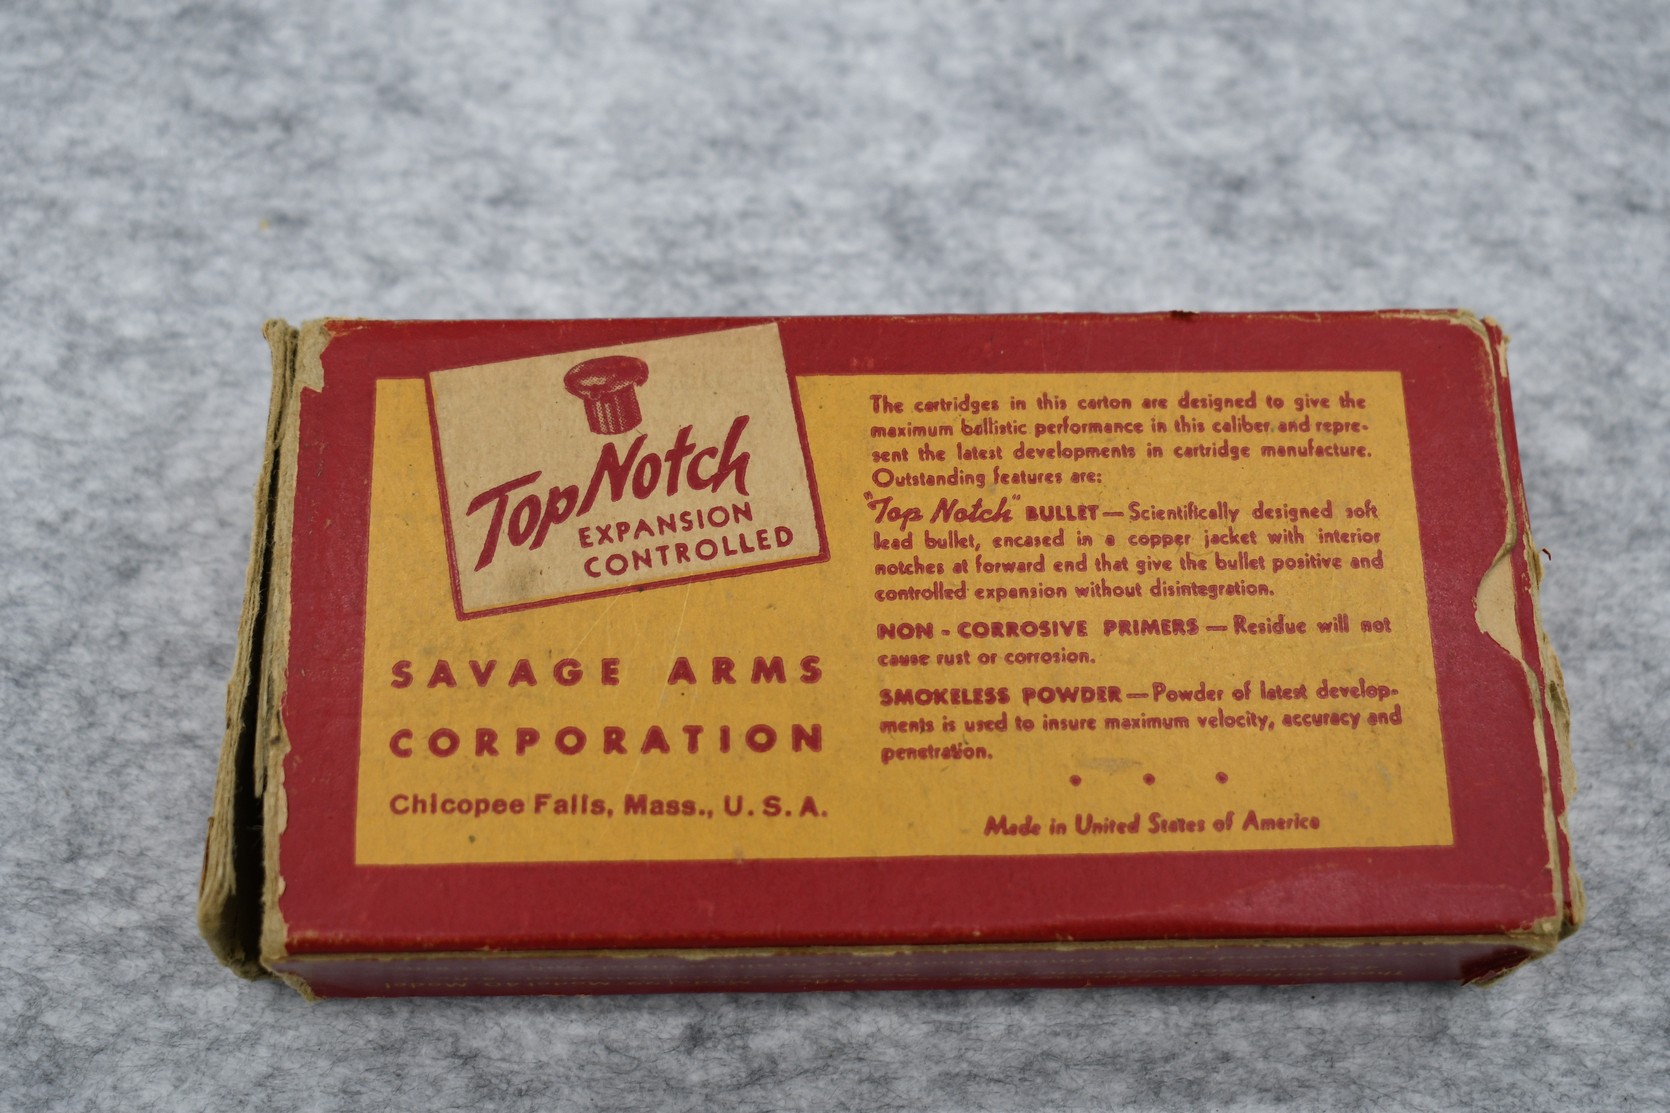 Top Notch
EXPANSION
CONTROLLED
SAVAGE ARMS
CORPORATION
Chicopee Falls, Mass., U.S.A.
The cartridges in this carton are designed to give the
maximum ballistic performance in this caliber, and repre-
sent the latest developments in cartridge manufacture.
Outstanding features are:
"Top Notch" BULLET — Scientifically designed soft
lead bullet, encased in a copper jacket with interior
notches at forward end that give the bullet positive and
controlled expansion without disintegration.
NON-CORROSIVE PRIMERS — Residue will not
cause rust or corrosion.
SMOKELESS POWDER — Powder of latest develop-
ments is used to insure maximum velocity, accuracy and
penetration.
Made in United States of America